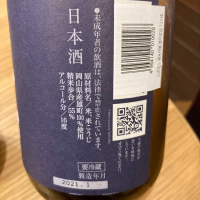 ●未成年者の飲酒は、法律で禁止されています。
日本酒
原材料名／米、米こうじ
岡山県産雄町100%使用
精米歩合／55%
アルコール分／16度
要冷蔵
製造年月
2021.1